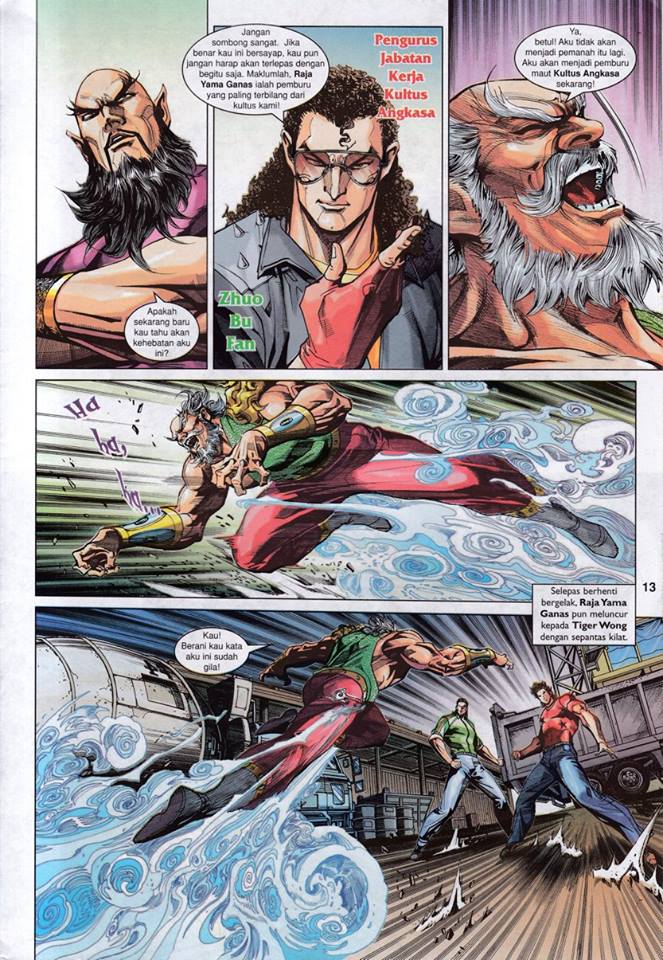 Apakah
sekarang baru
kau tahu akan
kehebatan aku
ini?
Jangan
sombong sangat. Jika
benar kau ini bersayap, kau pun
jangan harap akan terlepas dengan
begitu saja. Maklumlah, Raja
Yama Ganas ialah pemburu
yang paling terbilang dari
kultus kami!
Pengurus
Jabatan
Kerja
Kultus
Angkasa
Zhuo
Bu
Fan
Ya,
betul! Aku tidak akan
menjadi pemanah itu lagi.
Aku akan menjadi pemburu
maut Kultus Angkasa
sekarang!
Ha
ha,
ha...
Selepas berhenti
bergelak, Raja Yama
Ganas pun meluncur
kepada Tiger Wong
dengan sepantas kilat.
13
Kau!
Berani kau kata
aku ini sudah
gila!